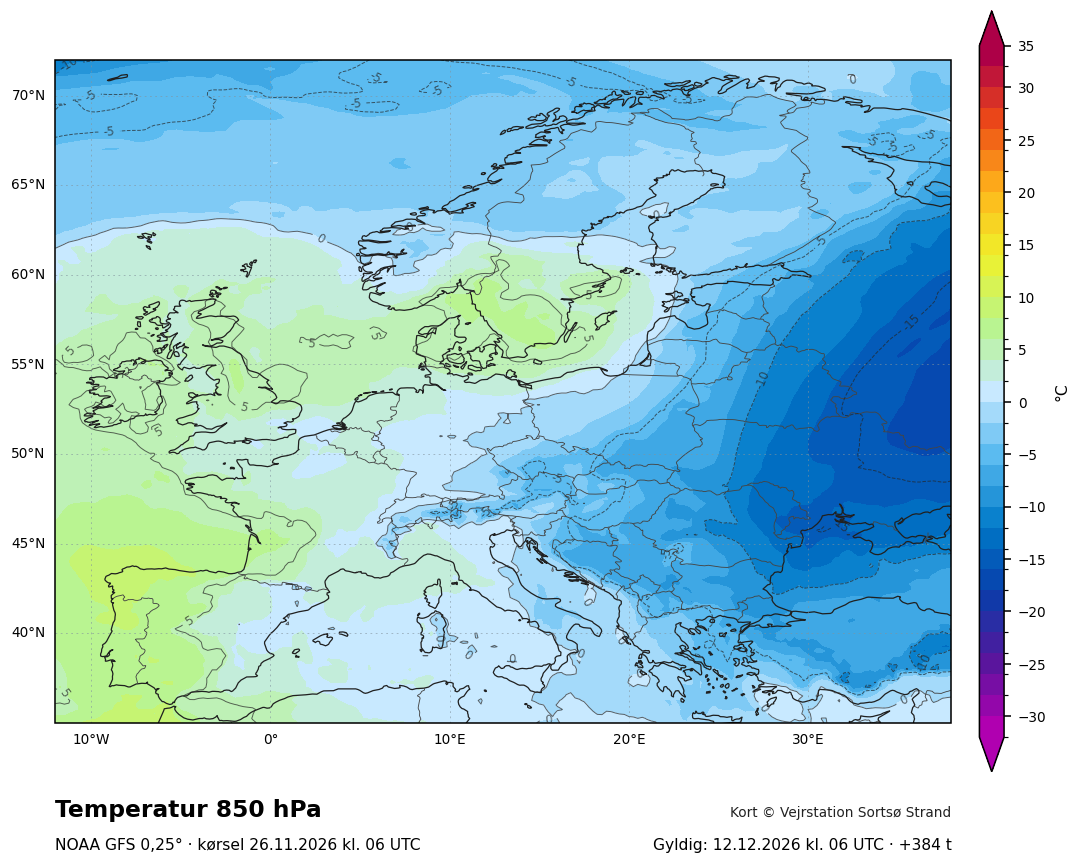 35
30
25
20
15
10
5
0
−5
−10
−15
−20
−25
−30
°C
70°N
65°N
60°N
55°N
50°N
45°N
40°N
10°W
0°
10°E
20°E
30°E
Temperatur 850 hPa
Kort © Vejrstation Sortsø Strand
NOAA GFS 0,25° · kørsel 26.11.2026 kl. 06 UTC
Gyldig: 12.12.2026 kl. 06 UTC · +384 t